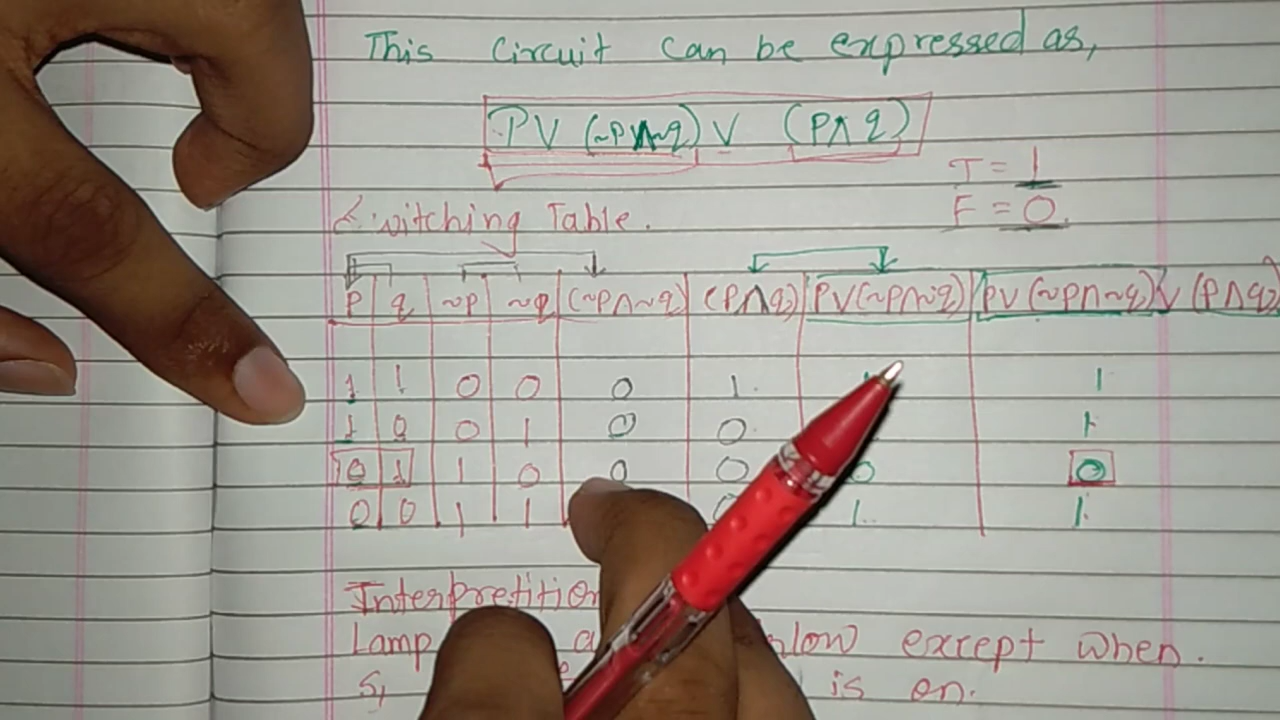 This Circuit can be expressed as,
PV (~P∧~q) V (P∧q)
T = 1
F = 0.
Switching Table.
P q ~P ~q (~P∧~q) (P∧q) PV(~P∧~q) PV(~P∧~q)V(P∧q)
1 1 0 0 0 1. 1
1 0 0 1 0 0 1
0 1 1 0 0 0 0 0
0 0 1 1 1. 1.
Interpretition
Lamp except when.
S, is on.